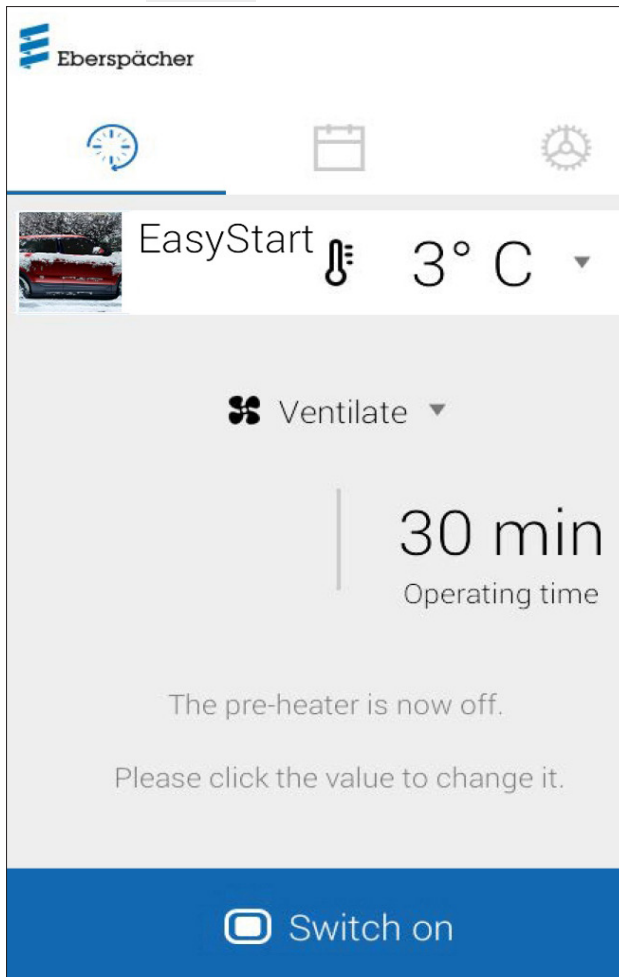 Eberspächer
EasyStart
3° C
Ventilate
30 min
Operating time
The pre-heater is now off.
Please click the value to change it.
Switch on